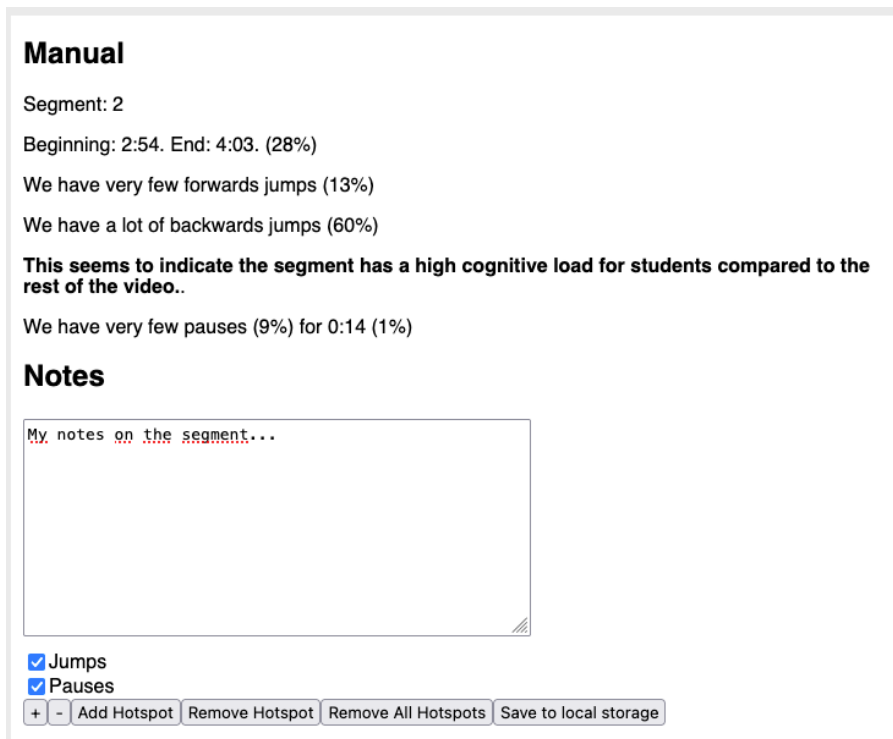 Manual
Segment: 2
Beginning: 2:54. End: 4:03. (28%)
We have very few forwards jumps (13%)
We have a lot of backwards jumps (60%)
This seems to indicate the segment has a high cognitive load for students compared to the
rest of the video..
We have very few pauses (9%) for 0:14 (1%)
Notes
My notes on the segment...
Jumps
Pauses
+ - Add Hotspot Remove Hotspot Remove All Hotspots Save to local storage